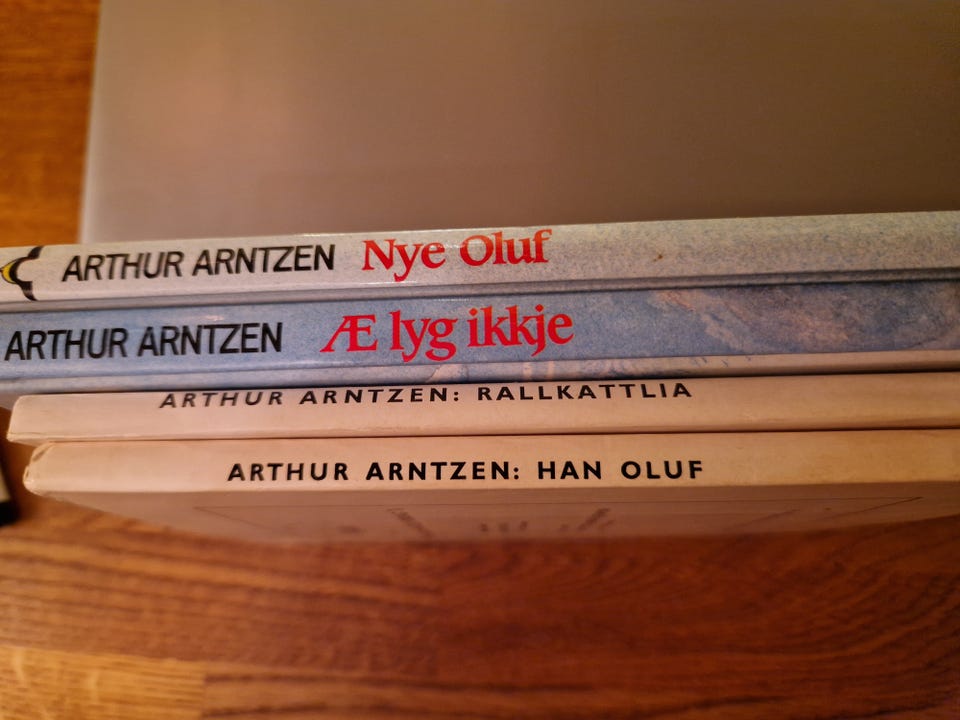 ARTHUR ARNTZEN Nye Oluf
ARTHUR ARNTZEN Æ lyg ikkje
ARTHUR ARNTZEN: RALLKATTLIA
ARTHUR ARNTZEN: HAN OLUF